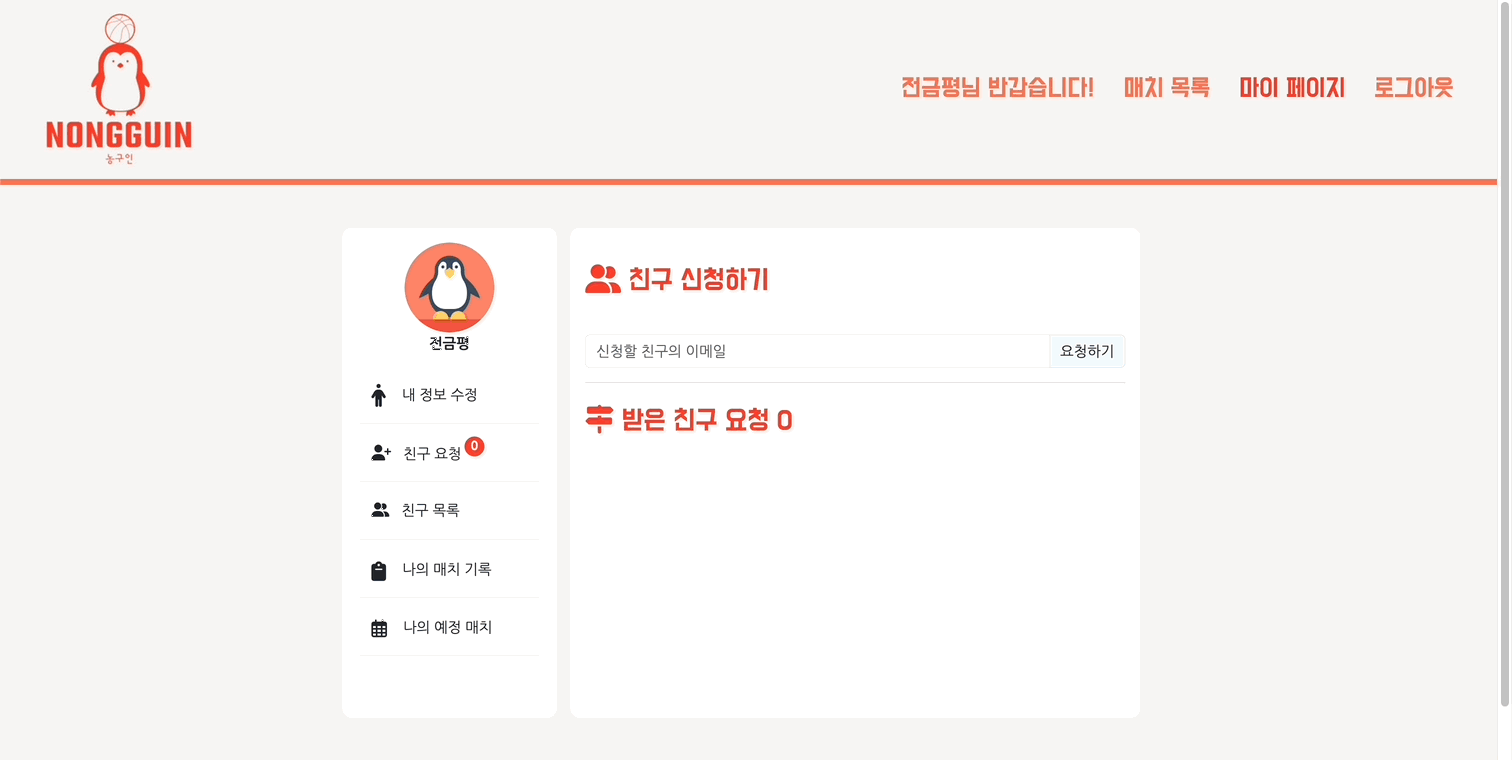 NONGGUIN
농구인
전금평님 반갑습니다! 매치 목록 마이 페이지 로그아웃
전금평
내 정보 수정
친구 요청 0
친구 목록
나의 매치 기록
나의 예정 매치
친구 신청하기
신청할 친구의 이메일 요청하기
받은 친구 요청 0